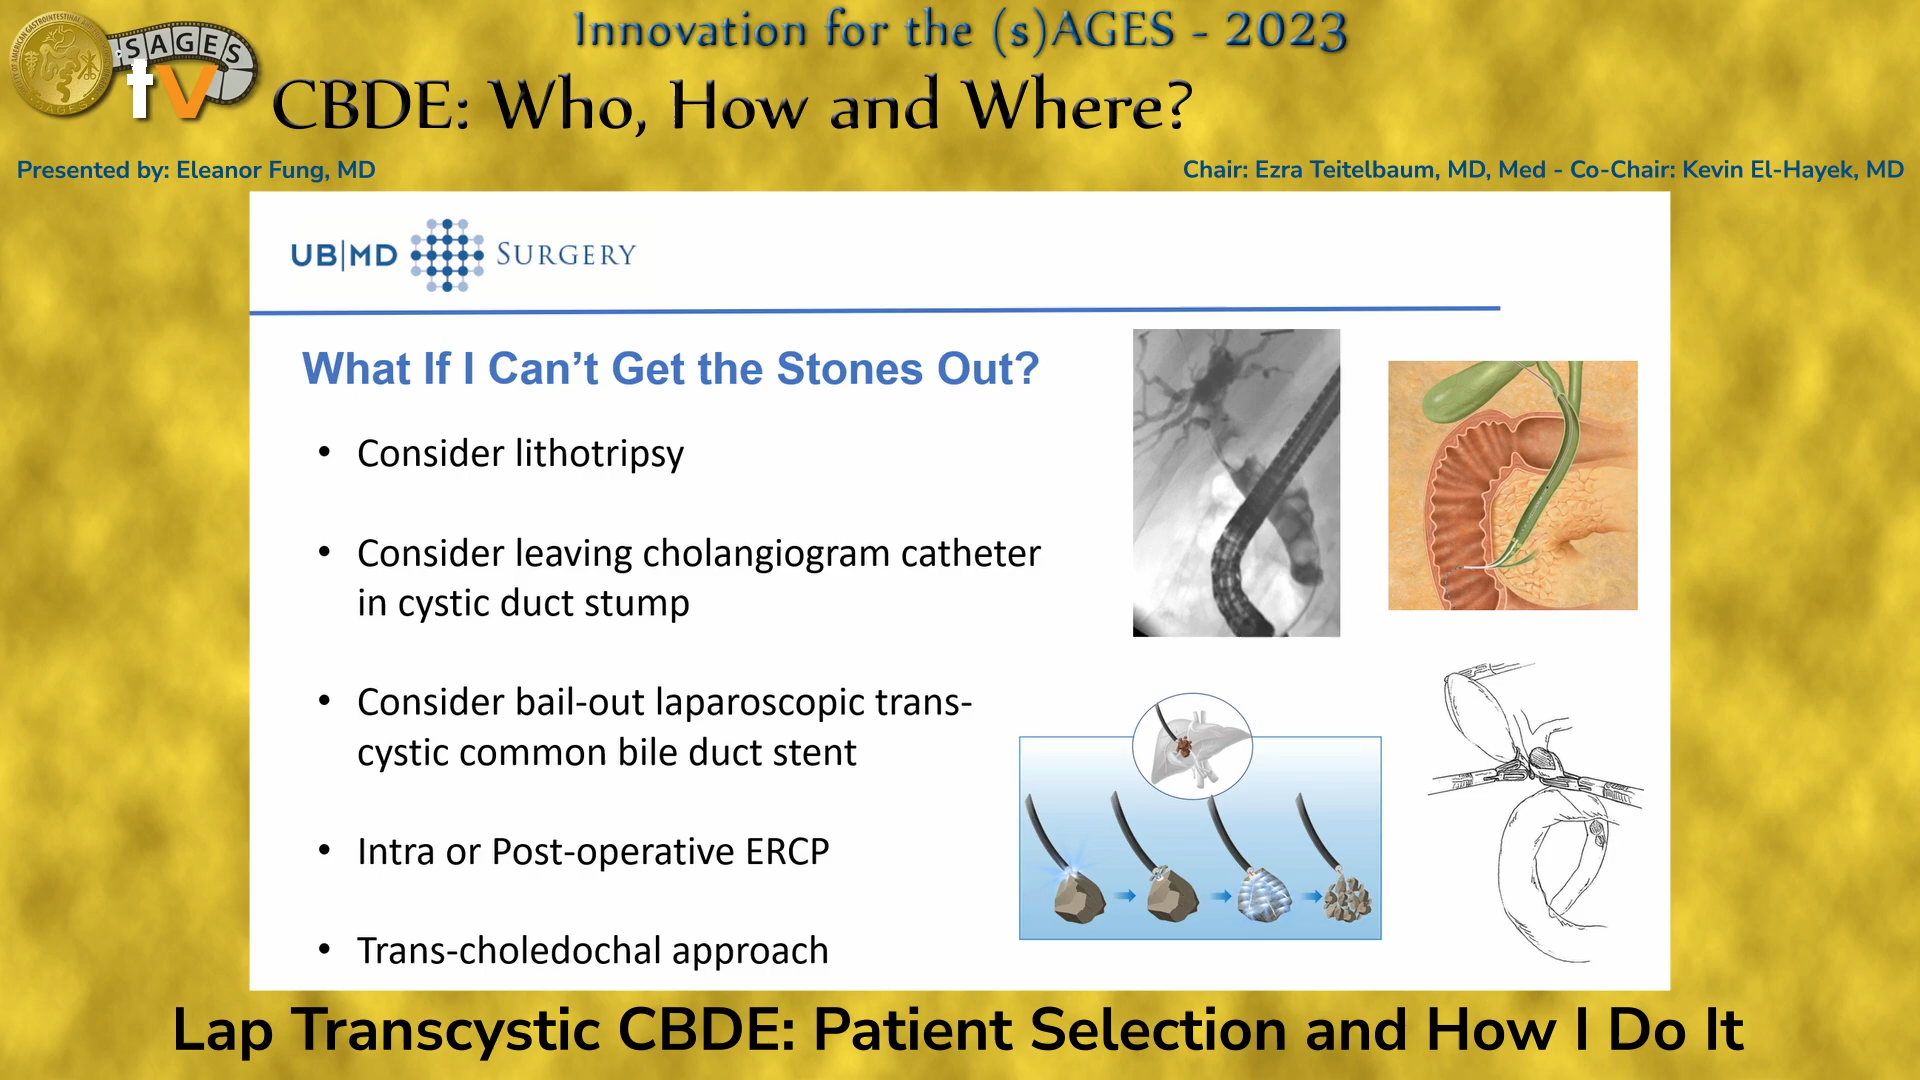 Innovation for the (s)AGES - 2023
SAGES
tv
CBDE: Who, How and Where?
Presented by: Eleanor Fung, MD
Chair: Ezra Teitelbaum, MD, Med - Co-Chair: Kevin El-Hayek, MD
UB|MD SURGERY
What If I Can’t Get the Stones Out?
• Consider lithotripsy
• Consider leaving cholangiogram catheter
in cystic duct stump
• Consider bail-out laparoscopic trans-
cystic common bile duct stent
• Intra or Post-operative ERCP
• Trans-choledochal approach
Lap Transcystic CBDE: Patient Selection and How I Do It